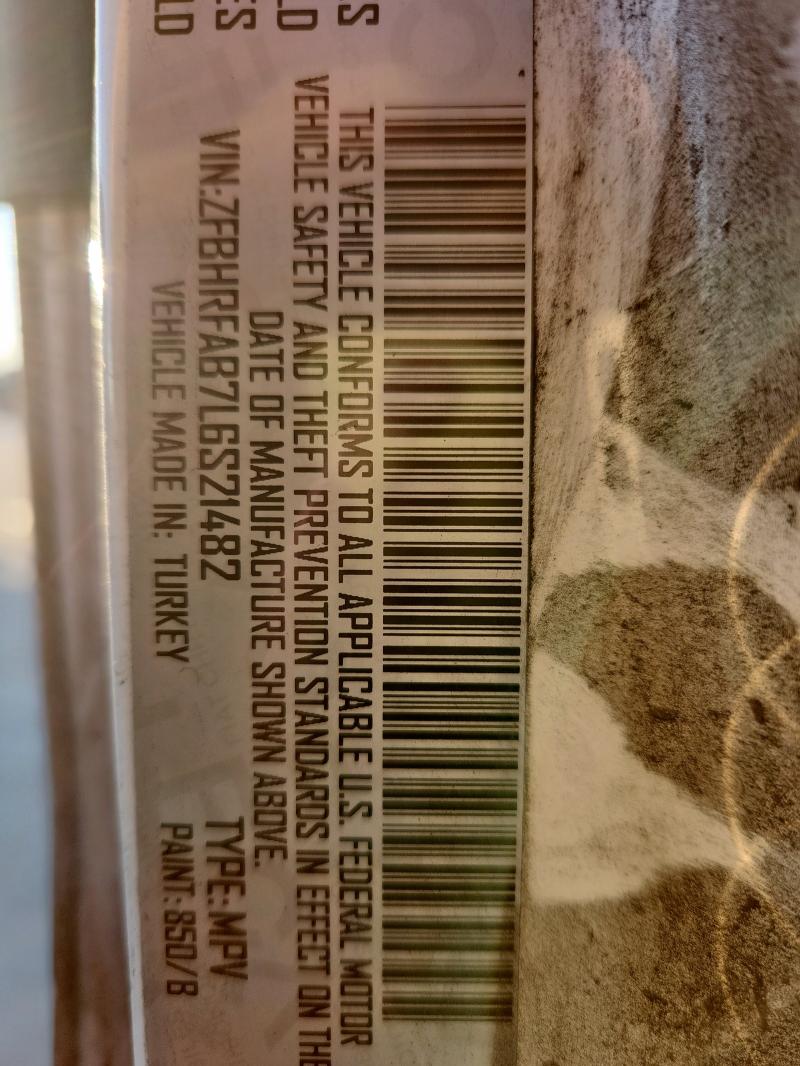 THIS VEHICLE CONFORMS TO ALL APPLICABLE U.S. FEDERAL MOTOR
VEHICLE SAFETY AND THEFT PREVENTION STANDARDS IN EFFECT ON THE
DATE OF MANUFACTURE SHOWN ABOVE.
VIN:ZFBHRFAB7L6S21482 TYPE:MPV
VEHICLE MADE IN: TURKEY PAINT:850/B